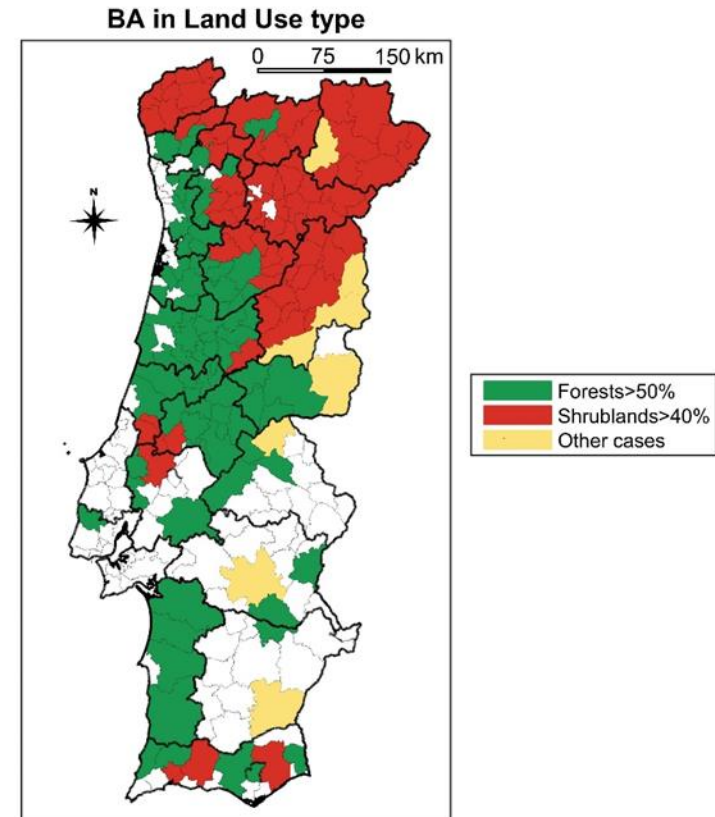 BA in Land Use type
0 75 150 km
N
Forests>50%
Shrublands>40%
Other cases